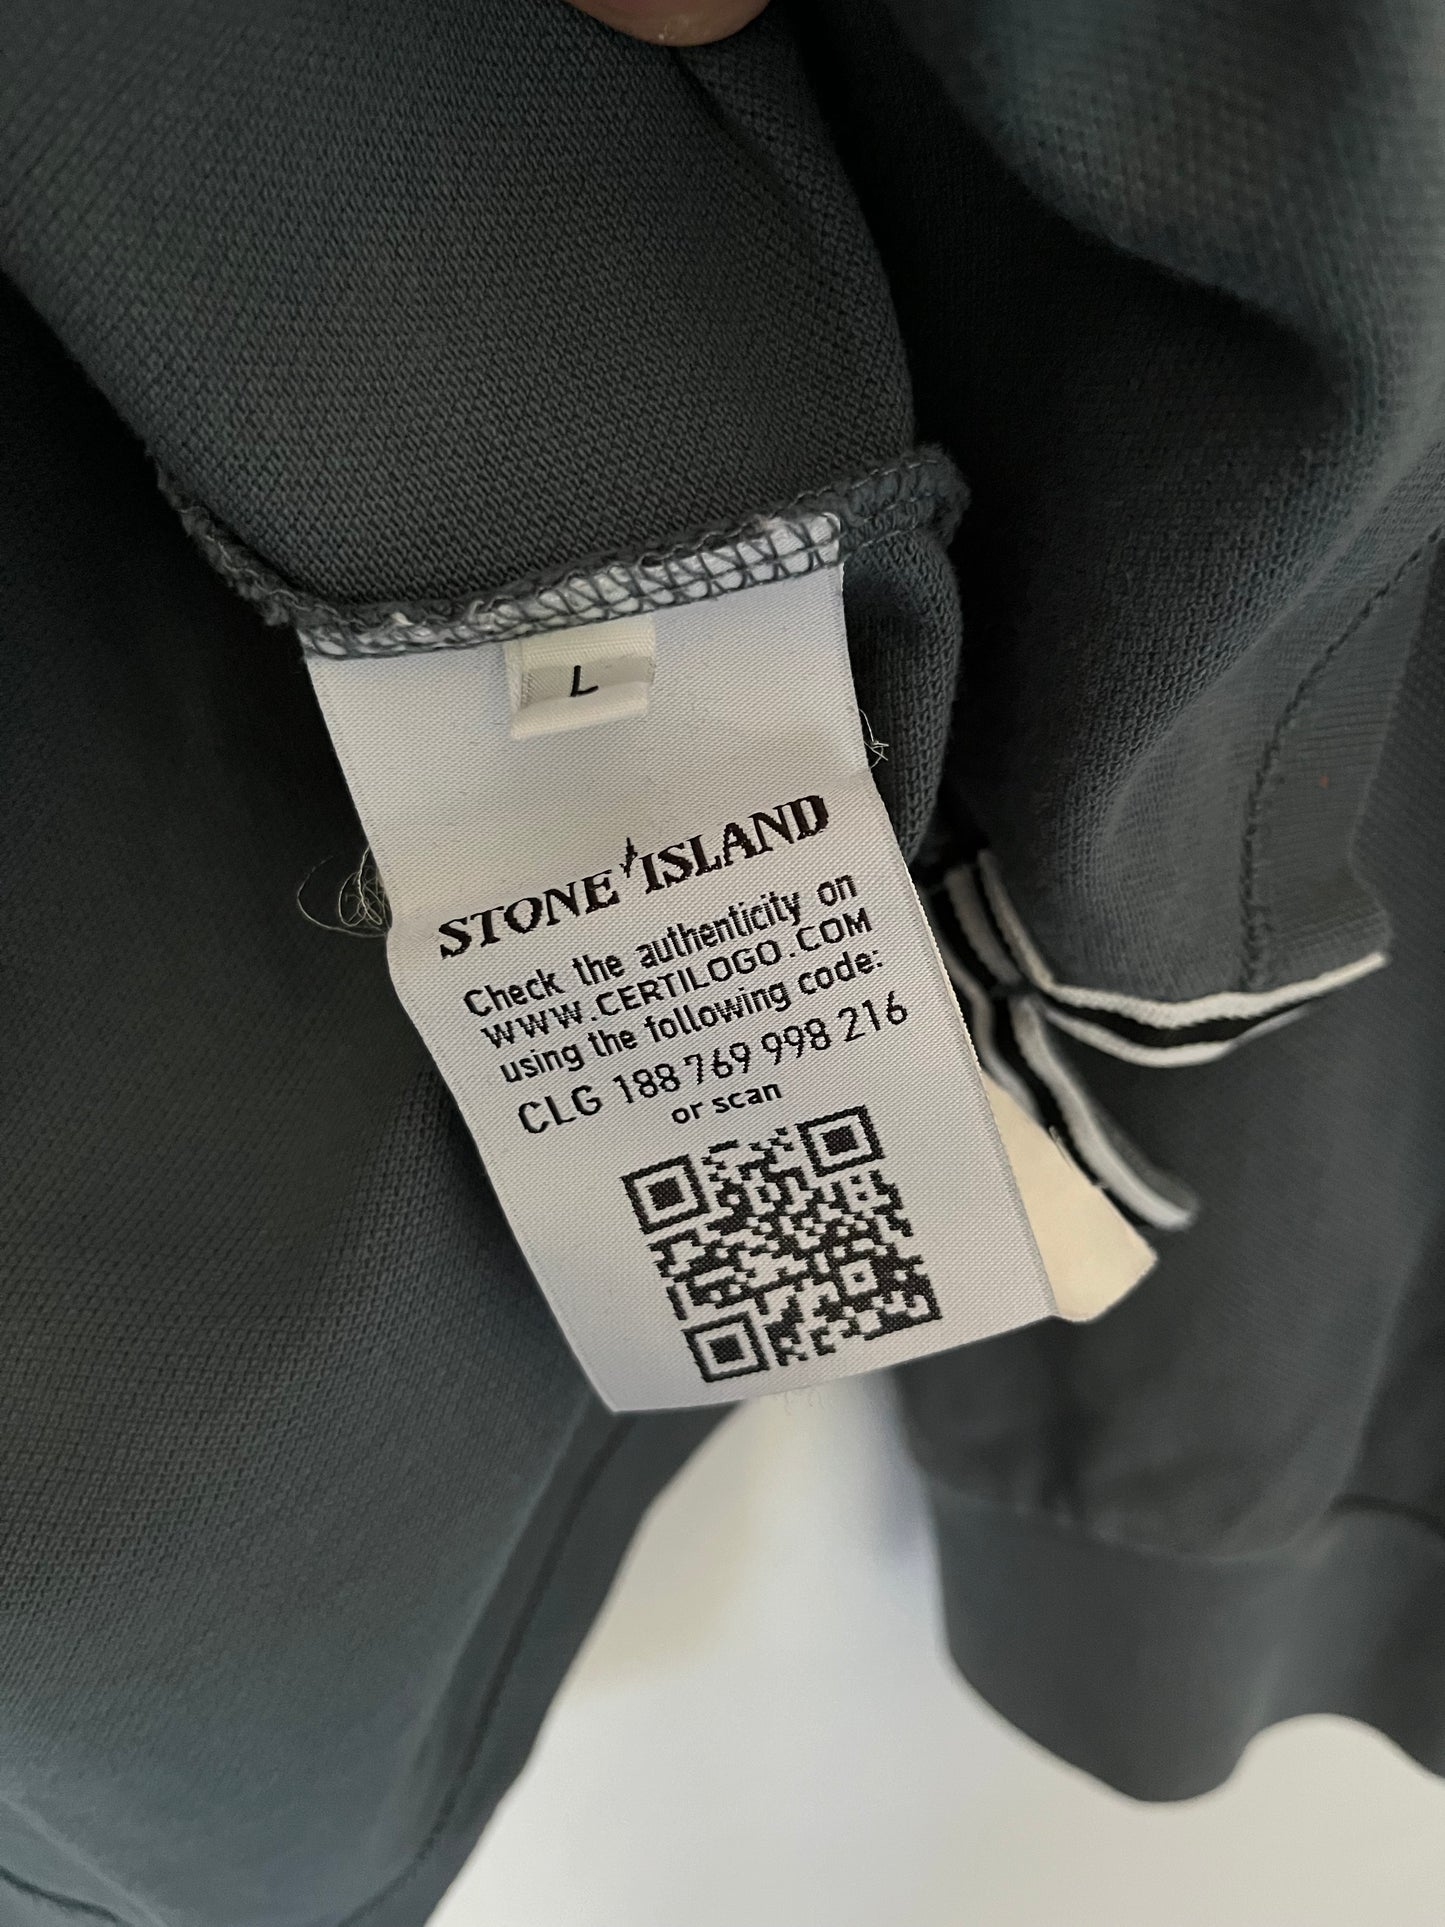 L
STONE ISLAND
Check the authenticity on
WWW.CERTILOGO.COM
using the following code:
CLG 188 769 998 216
or scan